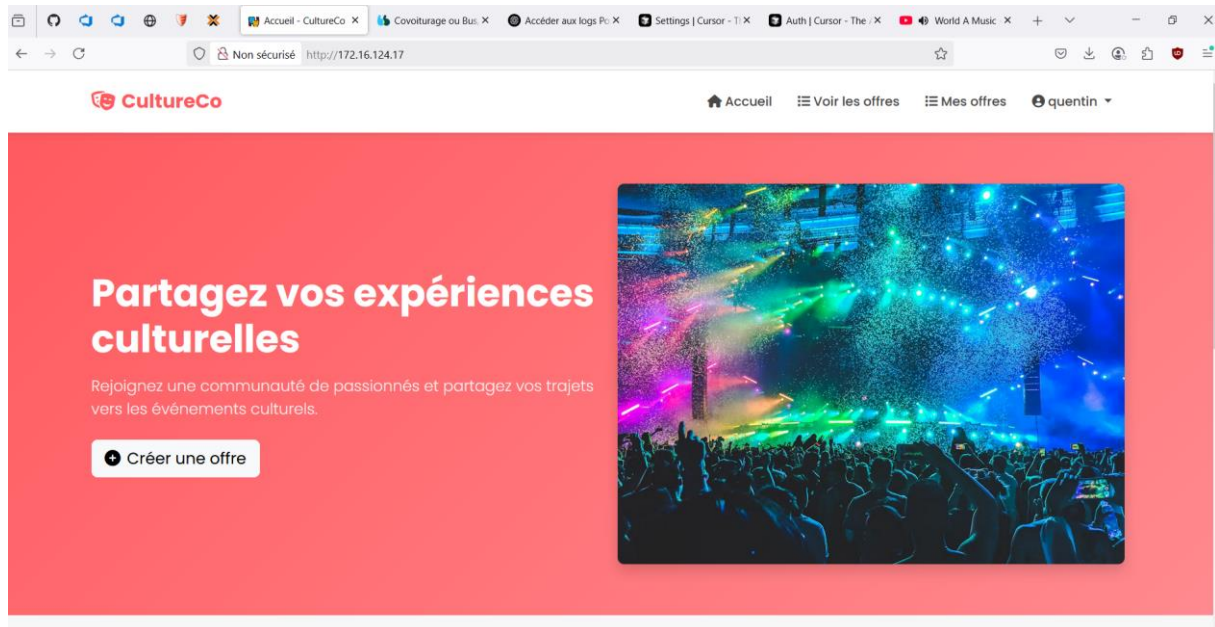 Accueil - CultureCo
Covoiturage ou Bus,
Accéder aux logs Po
Settings | Cursor - T
Auth | Cursor - The
World A Music
Non sécurisé http://172.16.124.17
CultureCo
Accueil
Voir les offres
Mes offres
quentin
Partagez vos expériences
culturelles
Rejoignez une communauté de passionnés et partagez vos trajets
vers les événements culturels.
Créer une offre